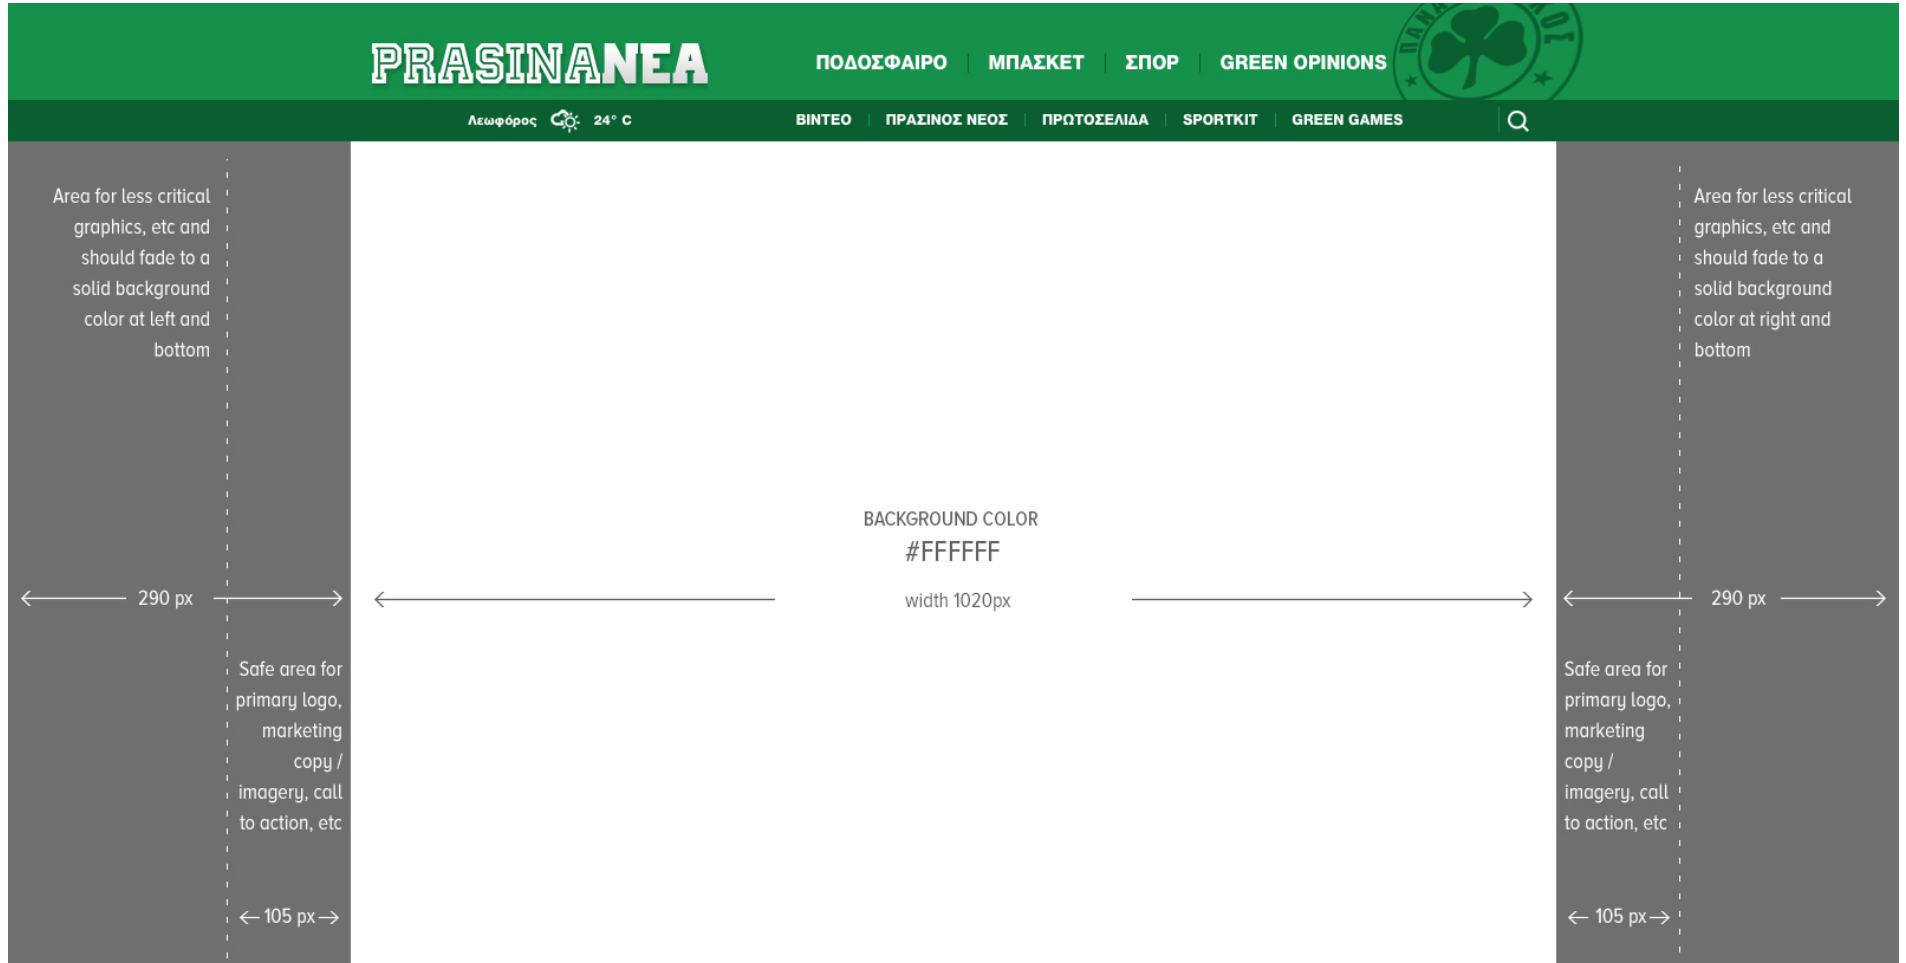 PRASINANEA
ΠΟΔΟΣΦΑΙΡΟ ΜΠΑΣΚΕΤ ΣΠΟΡ GREEN OPINIONS
Λεωφόρος 24° C
ΒΙΝΤΕΟ ΠΡΑΣΙΝΟΣ ΝΕΟΣ ΠΡΩΤΟΣΕΛΙΔΑ SPORTKIT GREEN GAMES
Area for less critical
graphics, etc and
should fade to a
solid background
color at left and
bottom
Area for less critical
graphics, etc and
should fade to a
solid background
color at right and
bottom
BACKGROUND COLOR
#FFFFFF
290 px
width 1020px
290 px
Safe area for
primary logo,
marketing
copy /
imagery, call
to action, etc
Safe area for
primary logo,
marketing
copy /
imagery, call
to action, etc
105 px
105 px